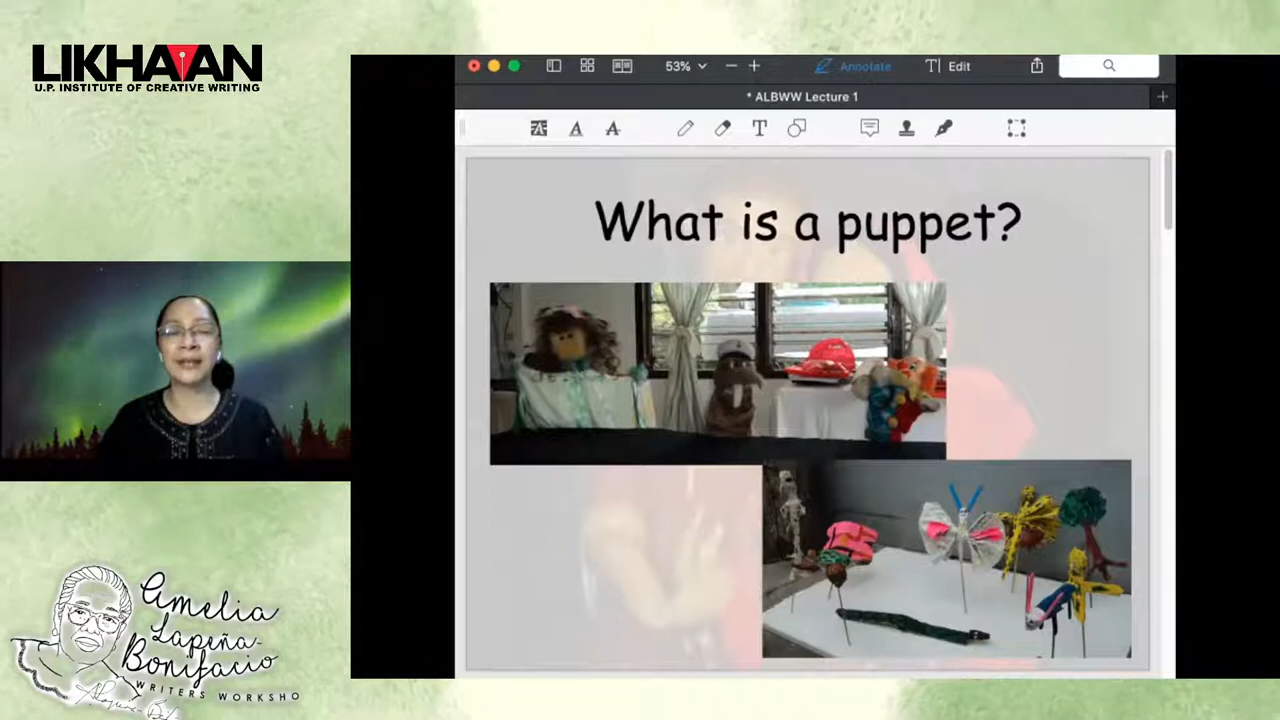 LIKHAAN
U.P. INSTITUTE OF CREATIVE WRITING
53%
Annotate
Edit
* ALBWW Lecture 1
What is a puppet?
Amelia
Lapeña-
Bonifacio
WRITERS WORKSHO